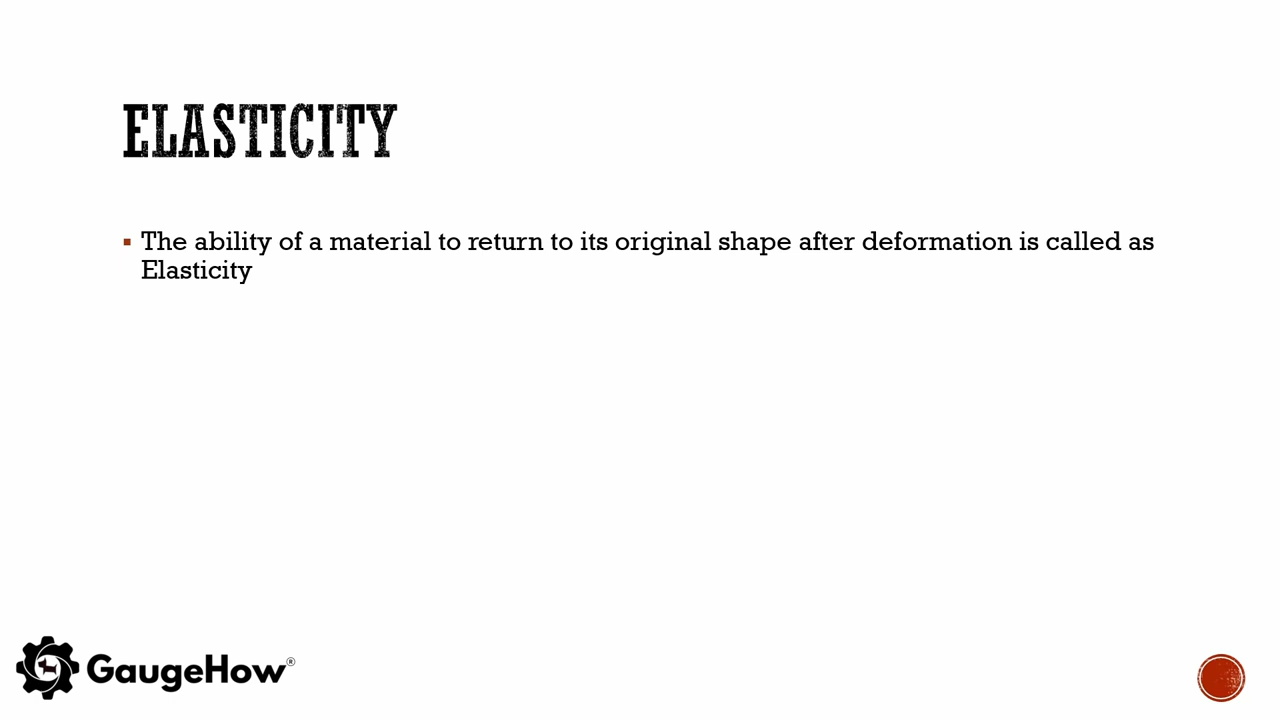 ELASTICITY
▪ The ability of a material to return to its original shape after deformation is called as
Elasticity
GaugeHow®